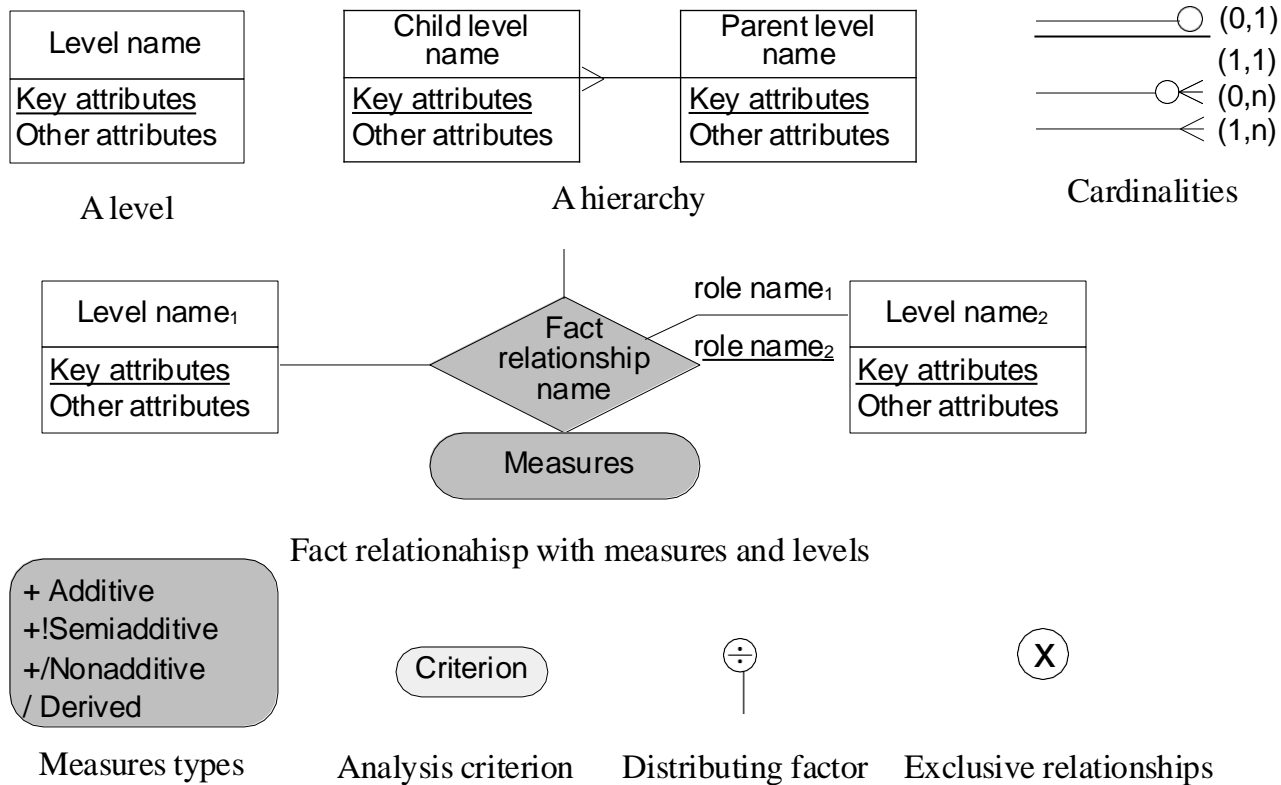 Level name
Key attributes
Other attributes
A level
Child level
name
Key attributes
Other attributes
Parent level
name
Key attributes
Other attributes
A hierarchy
(0,1)
(1,1)
(0,n)
(1,n)
Cardinalities
Level name₁
Key attributes
Other attributes
Fact
relationship
name
Measures
role name₁
role name₂
Level name₂
Key attributes
Other attributes
Fact relationahisp with measures and levels
+ Additive
+!Semiadditive
+/Nonadditive
/ Derived
Measures types
Criterion
Analysis criterion
÷
Distributing factor
X
Exclusive relationships